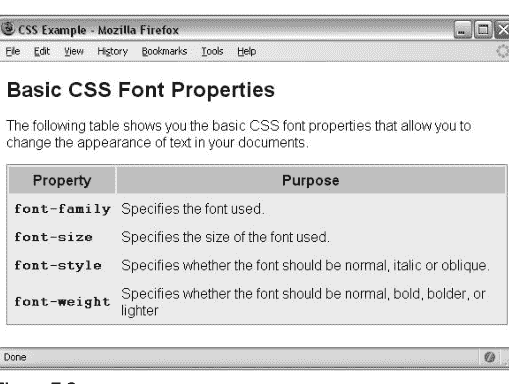 CSS Example - Mozilla Firefox
File Edit View History Bookmarks Tools Help
Basic CSS Font Properties
The following table shows you the basic CSS font properties that allow you to
change the appearance of text in your documents.
Property Purpose
font-family Specifies the font used.
font-size Specifies the size of the font used.
font-style Specifies whether the font should be normal, italic or oblique.
font-weight Specifies whether the font should be normal, bold, bolder, or
lighter
Done